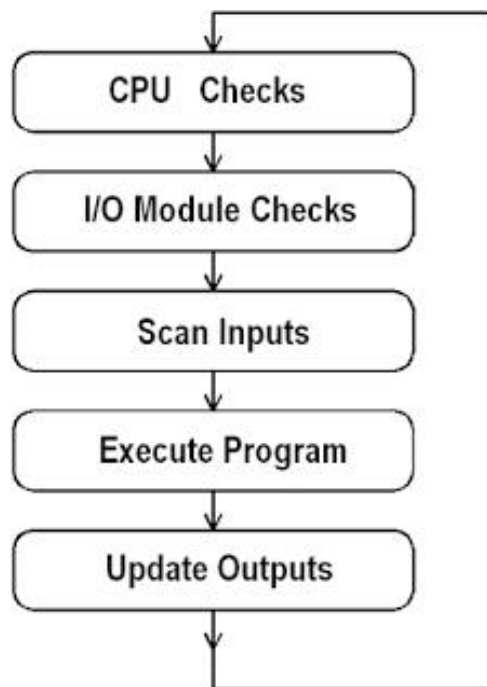 CPU Checks
I/O Module Checks
Scan Inputs
Execute Program
Update Outputs